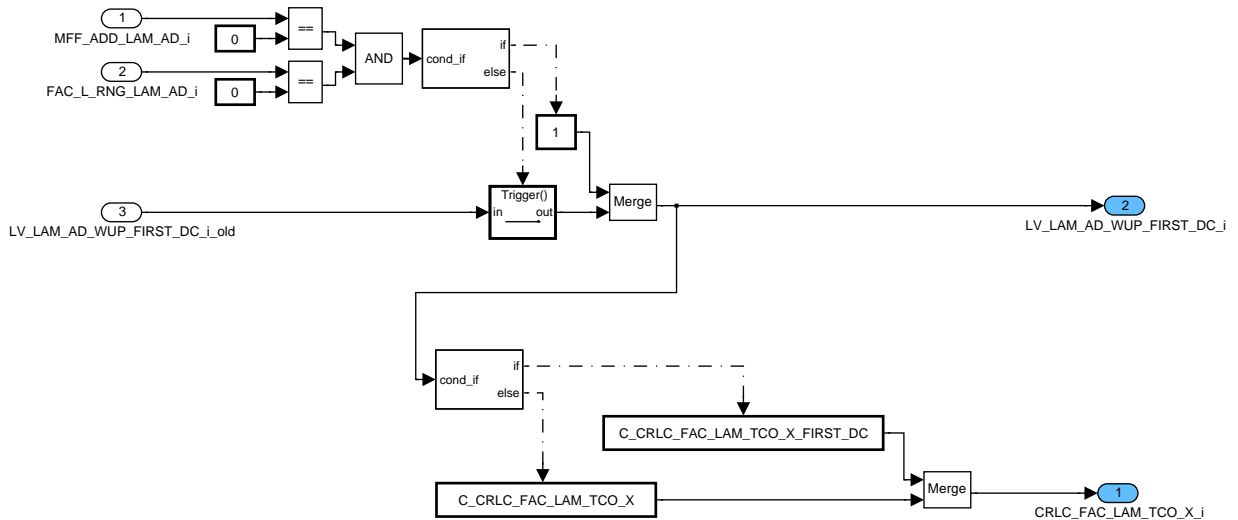 1
MFF_ADD_LAM_AD_i
0
==
2
FAC_L_RNG_LAM_AD_i
0
==
AND
cond_if
if
else
1
3
LV_LAM_AD_WUP_FIRST_DC_i_old
Trigger()
in
out
Merge
2
LV_LAM_AD_WUP_FIRST_DC_i
cond_if
if
else
C_CRLC_FAC_LAM_TCO_X_FIRST_DC
C_CRLC_FAC_LAM_TCO_X
Merge
1
CRLC_FAC_LAM_TCO_X_i